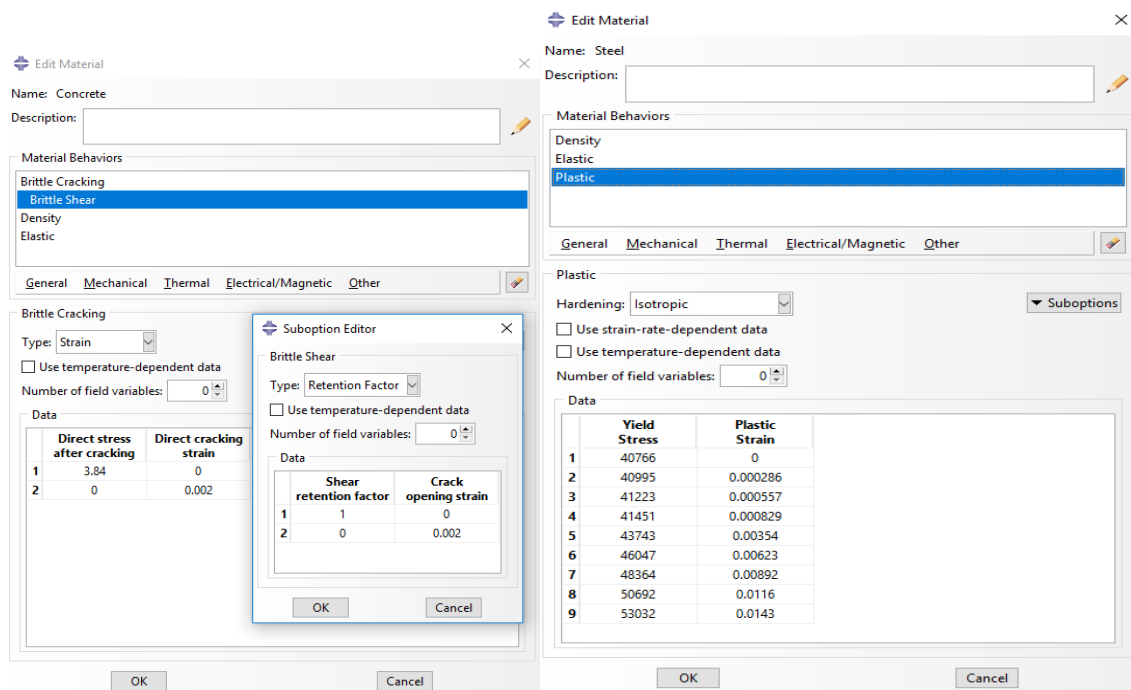 Edit Material
Name: Concrete
Description:
Material Behaviors
Brittle Cracking
Brittle Shear
Density
Elastic
General Mechanical Thermal Electrical/Magnetic Other
Brittle Cracking
Type: Strain
Use temperature-dependent data
Number of field variables: 0
Data
Direct stress after cracking Direct cracking strain
1 3.84 0
2 0 0.002
OK Cancel
Suboption Editor
Brittle Shear
Type: Retention Factor
Use temperature-dependent data
Number of field variables: 0
Data
Shear retention factor Crack opening strain
1 1 0
2 0 0.002
OK Cancel
Edit Material
Name: Steel
Description:
Material Behaviors
Density
Elastic
Plastic
General Mechanical Thermal Electrical/Magnetic Other
Plastic
Hardening: Isotropic Suboptions
Use strain-rate-dependent data
Use temperature-dependent data
Number of field variables: 0
Data
Yield Stress Plastic Strain
1 40766 0
2 40995 0.000286
3 41223 0.000557
4 41451 0.000829
5 43743 0.00354
6 46047 0.00623
7 48364 0.00892
8 50692 0.0116
9 53032 0.0143
OK Cancel